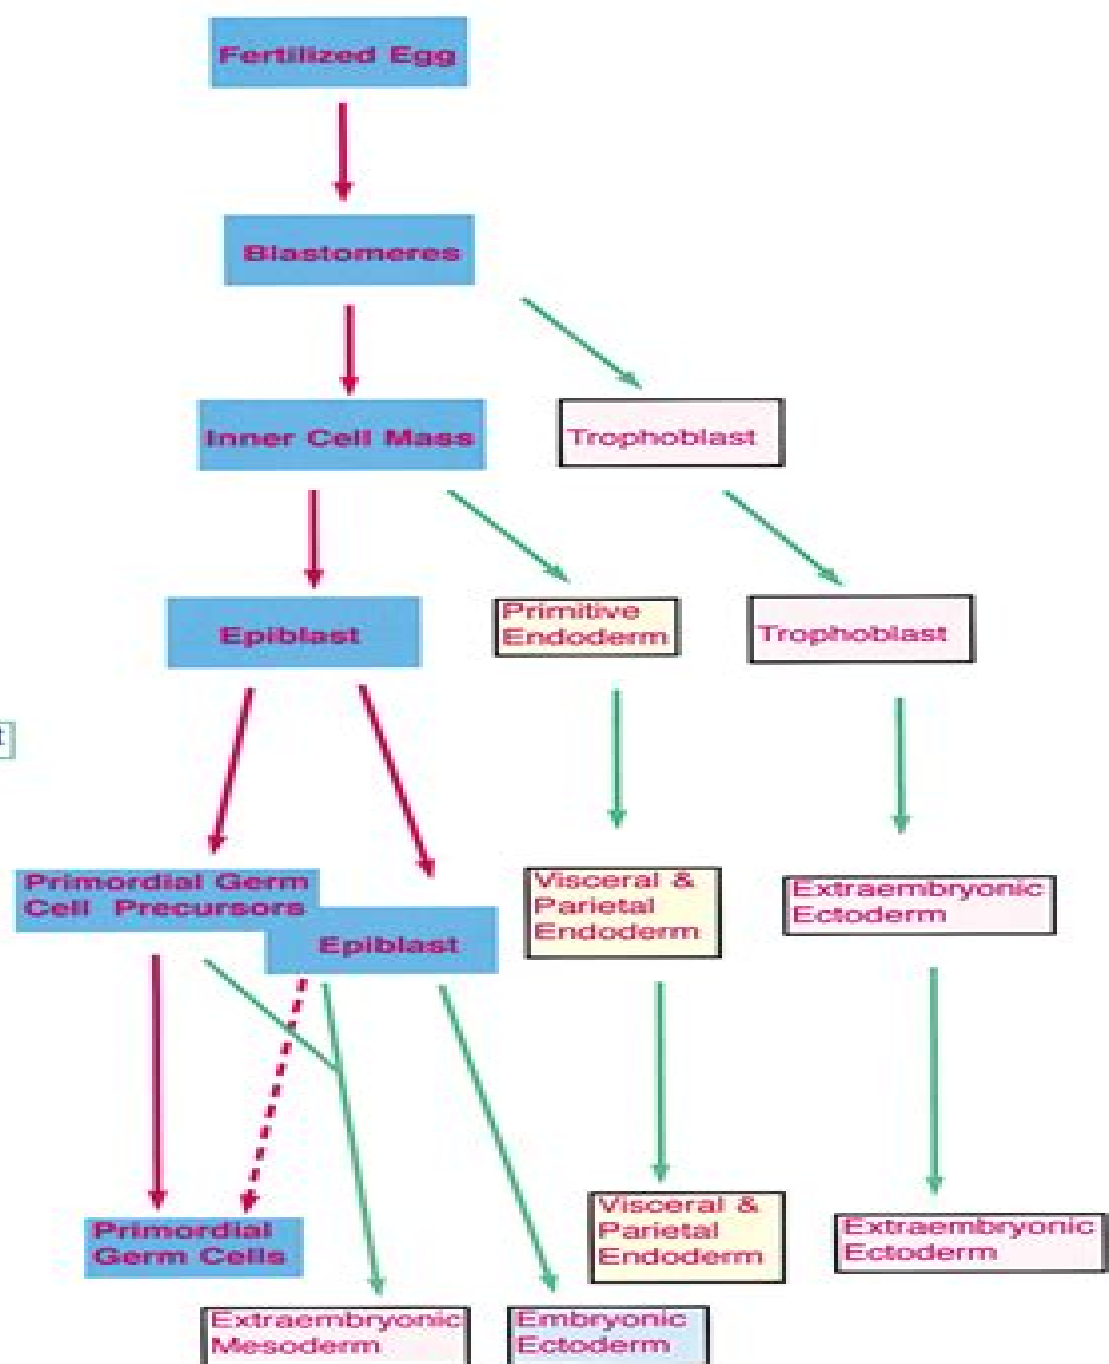 Fertilized Egg
Blastomeres
Inner Cell Mass
Trophoblast
Epiblast
Primitive
Endoderm
Trophoblast
t
Primordial Germ
Cell Precursors
Epiblast
Visceral &
Parietal
Endoderm
Extraembryonic
Ectoderm
Primordial
Germ Cells
Visceral &
Parietal
Endoderm
Extraembryonic
Ectoderm
Extraembryonic
Mesoderm
Embryonic
Ectoderm